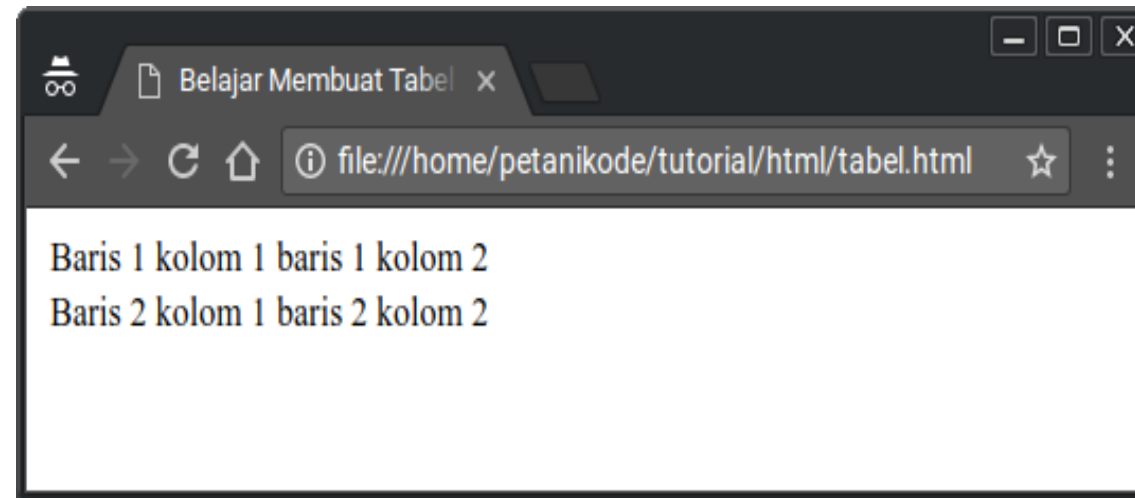 Belajar Membuat Tabel
file:///home/petanikode/tutorial/html/tabel.html
Baris 1 kolom 1 baris 1 kolom 2
Baris 2 kolom 1 baris 2 kolom 2